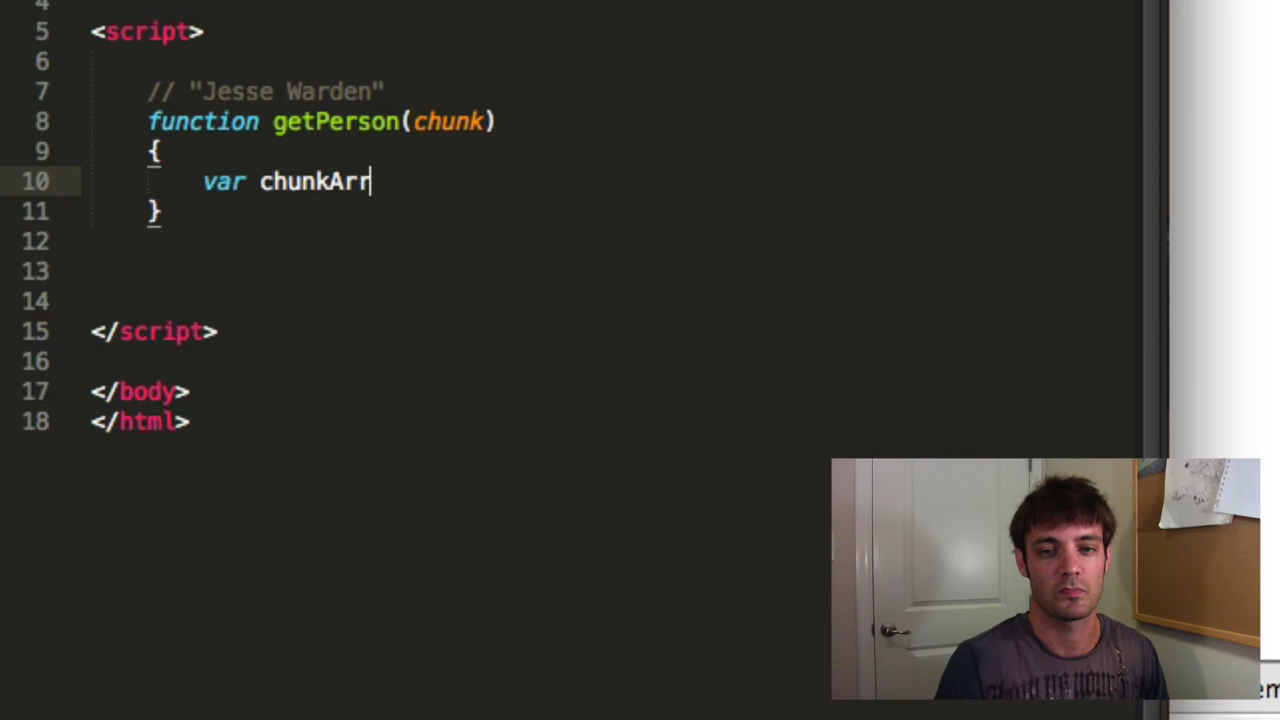 4
5 <script>
6
7 // "Jesse Warden"
8 function getPerson(chunk)
9 {
10 var chunkArr
11 }
12
13
14
15 </script>
16
17 </body>
18 </html>
em